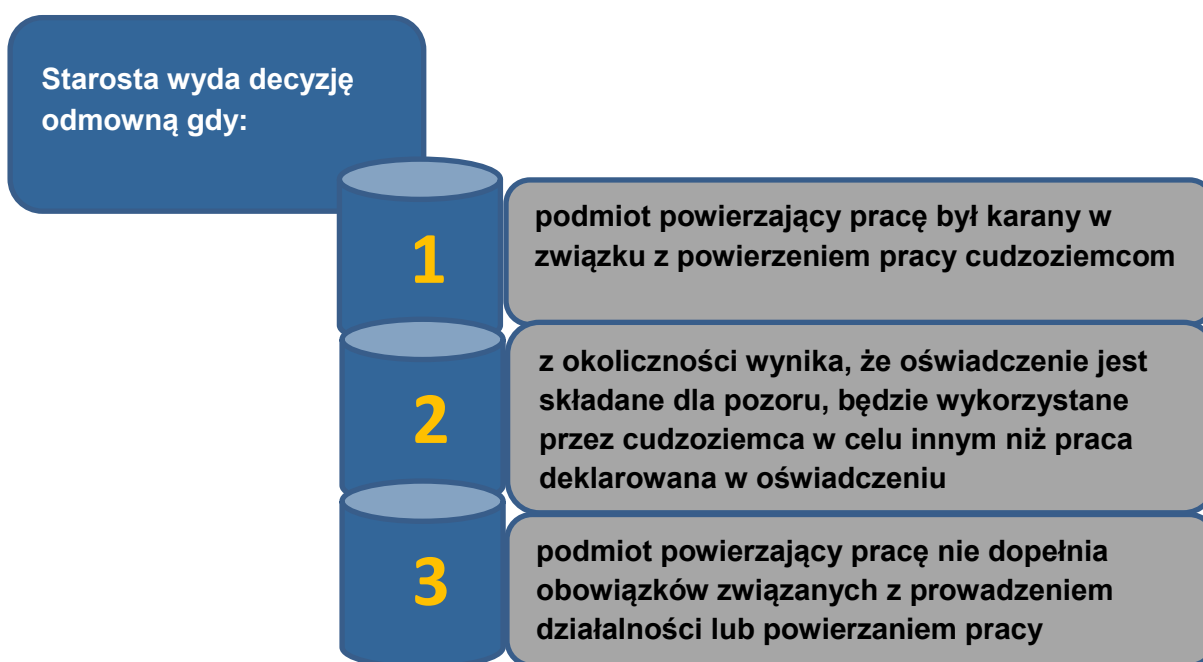 Starosta wyda decyzję
odmowną gdy:
1
podmiot powierzający pracę był karany w
związku z powierzeniem pracy cudzoziemcom
2
z okoliczności wynika, że oświadczenie jest
składane dla pozoru, będzie wykorzystane
przez cudzoziemca w celu innym niż praca
deklarowana w oświadczeniu
3
podmiot powierzający pracę nie dopełnia
obowiązków związanych z prowadzeniem
działalności lub powierzaniem pracy